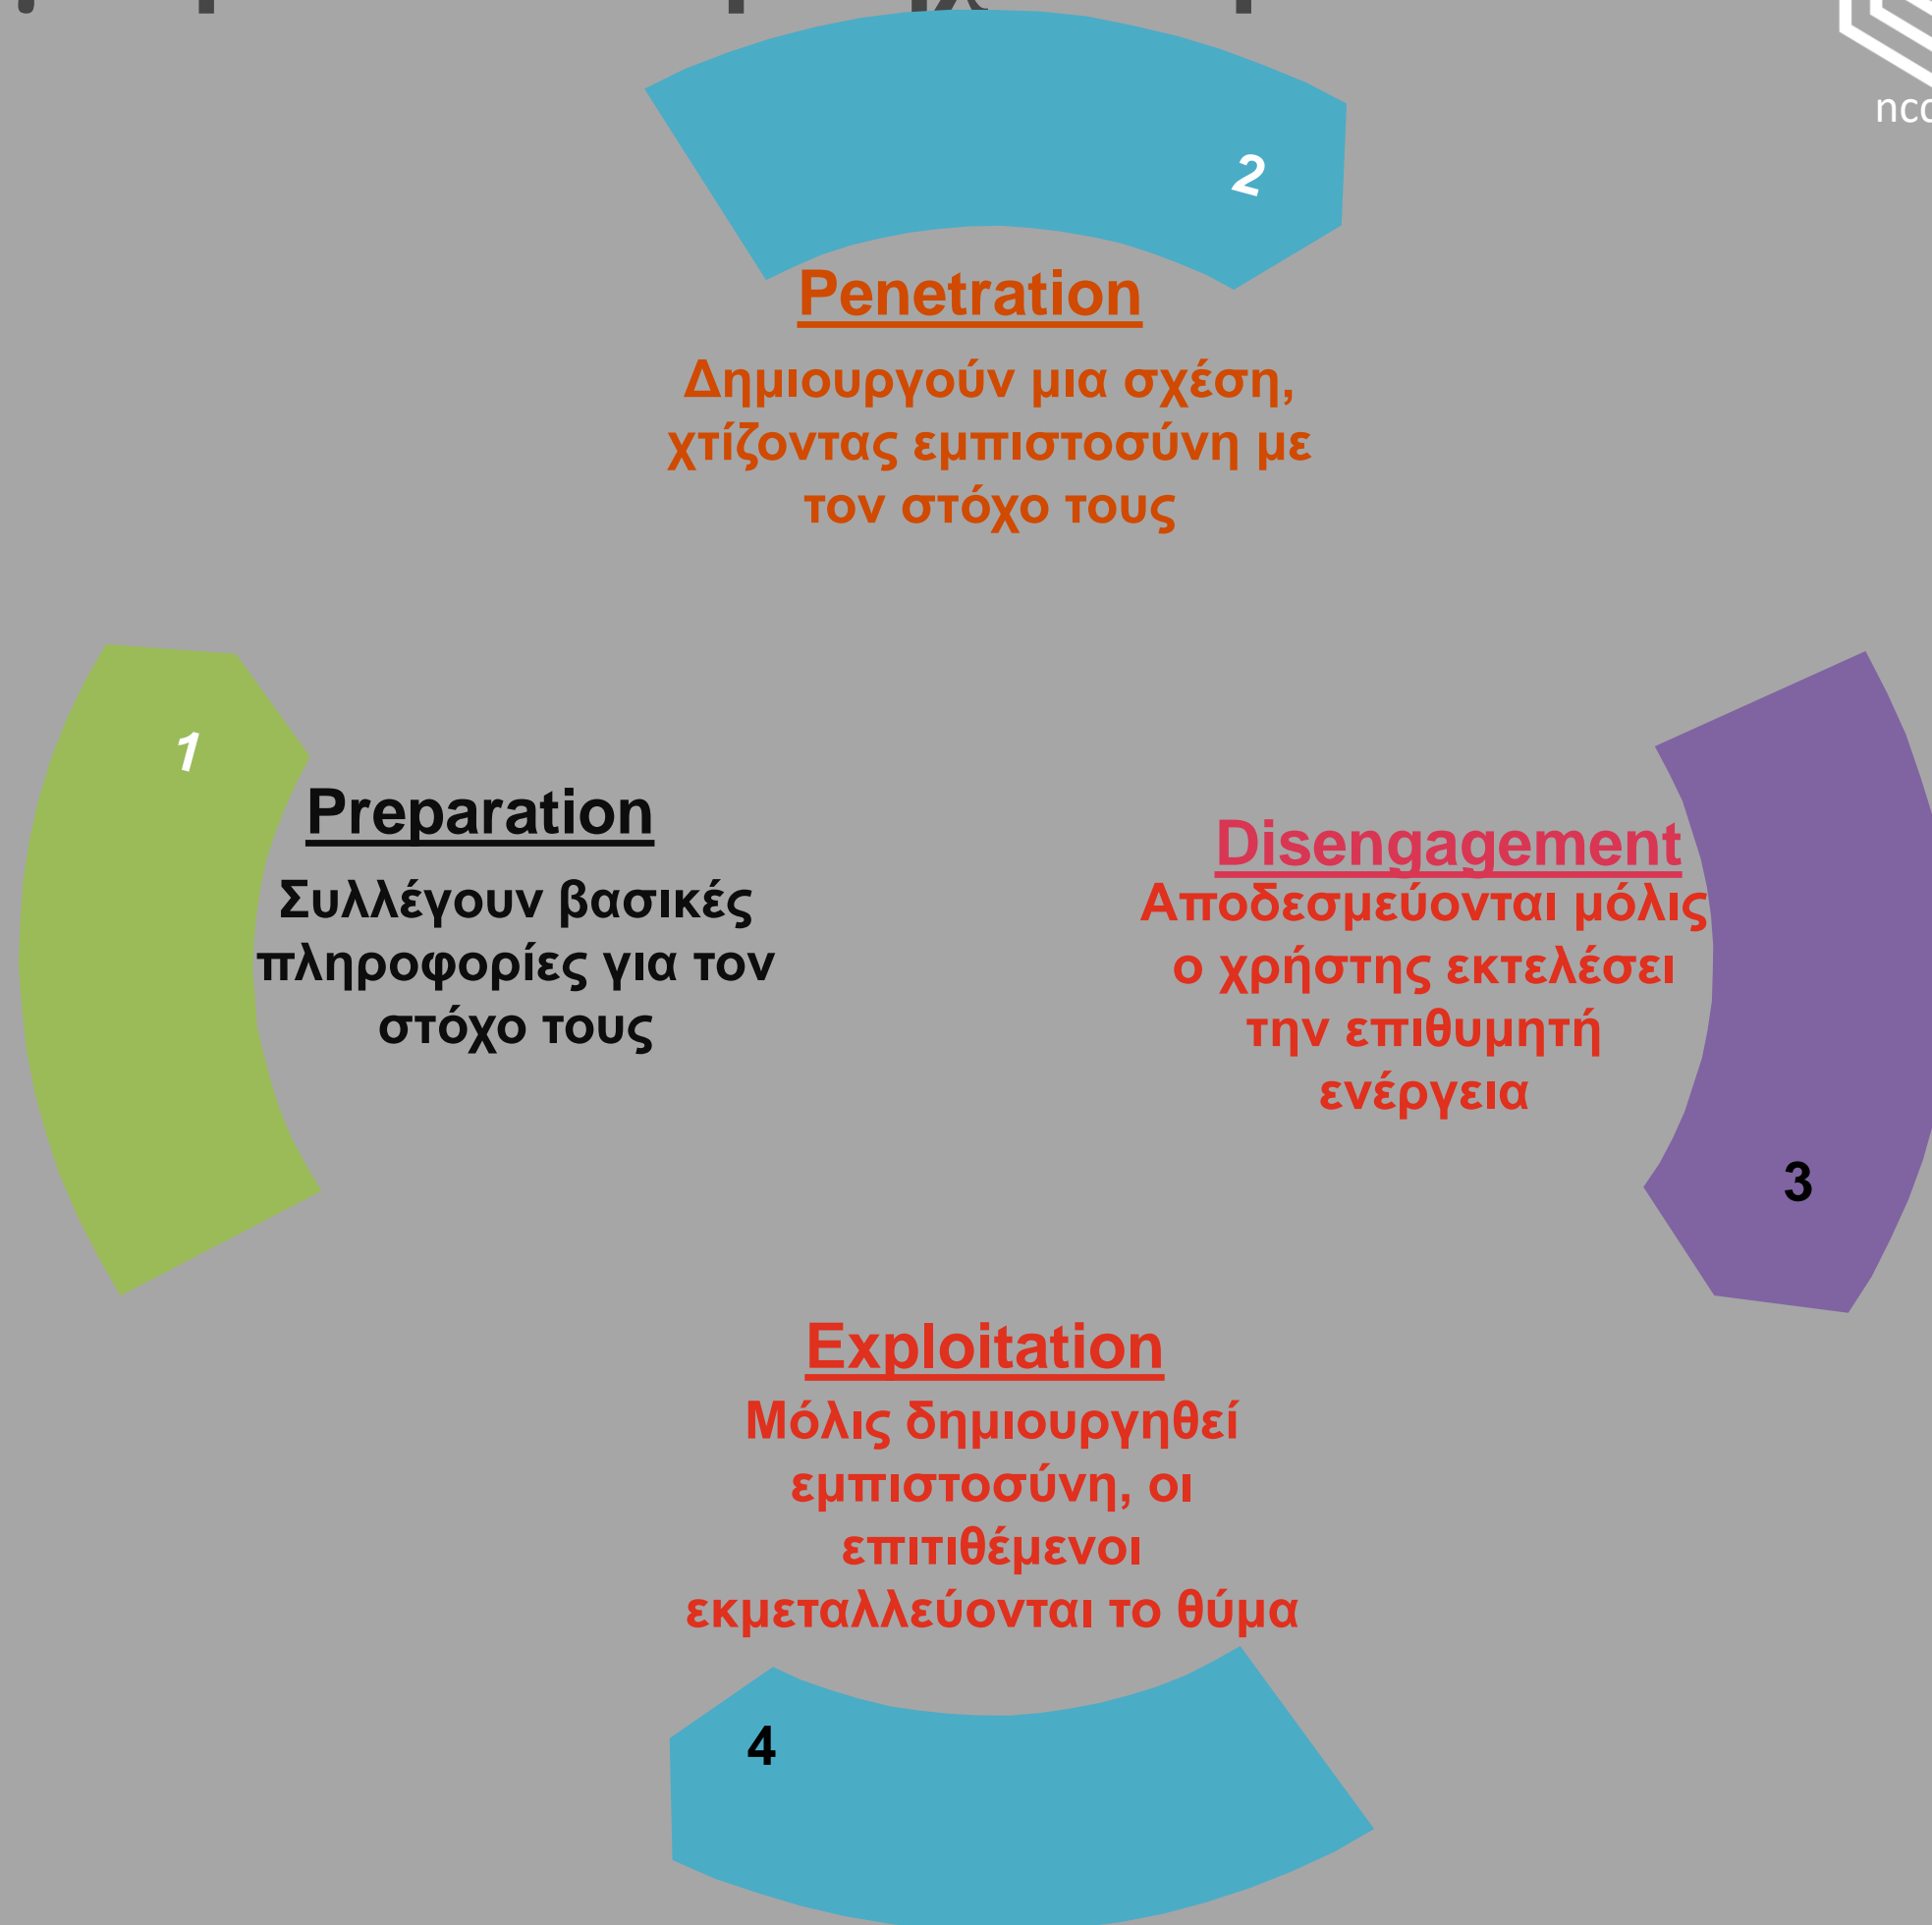 2
Penetration
Δημιουργούν μια σχέση,
χτίζοντας εμπιστοσύνη με
τον στόχο τους
1
Preparation
Συλλέγουν βασικές
πληροφορίες για τον
στόχο τους
Disengagement
Αποδεσμεύονται μόλις
ο χρήστης εκτελέσει
την επιθυμητή
ενέργεια
3
Exploitation
Μόλις δημιουργηθεί
εμπιστοσύνη, οι
επιτιθέμενοι
εκμεταλλεύονται το θύμα
4